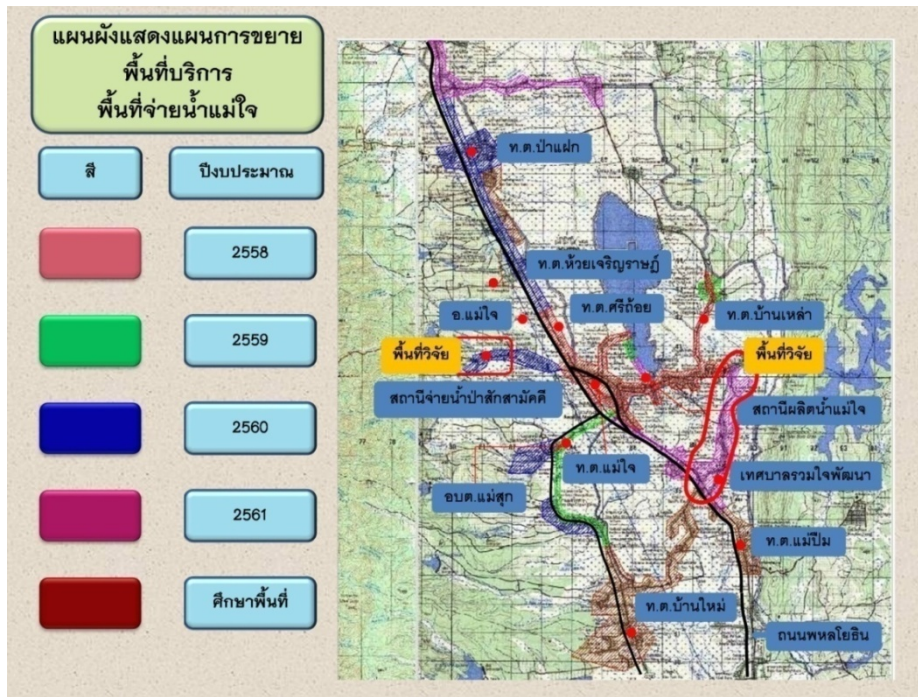 แผนผังแสดงแผนการขยาย
พื้นที่บริการ
พื้นที่จ่ายน้ำแม่ใจ
สี
ปีงบประมาณ
2558
2559
2560
2561
ศึกษาพื้นที่
ท.ต.ป่าแฝก
ท.ต.ห้วยเจริญราษฎ์
อ.แม่ใจ
ท.ต.ศรีถ้อย
ท.ต.บ้านเหล่า
พื้นที่วิจัย
พื้นที่วิจัย
สถานีจ่ายน้ำป่าสักสามัคคี
สถานีผลิตน้ำแม่ใจ
ท.ต.แม่ใจ
เทศบาลรวมใจพัฒนา
อบต.แม่สุก
ท.ต.แม่ปืม
ท.ต.บ้านใหม่
ถนนพหลโยธิน